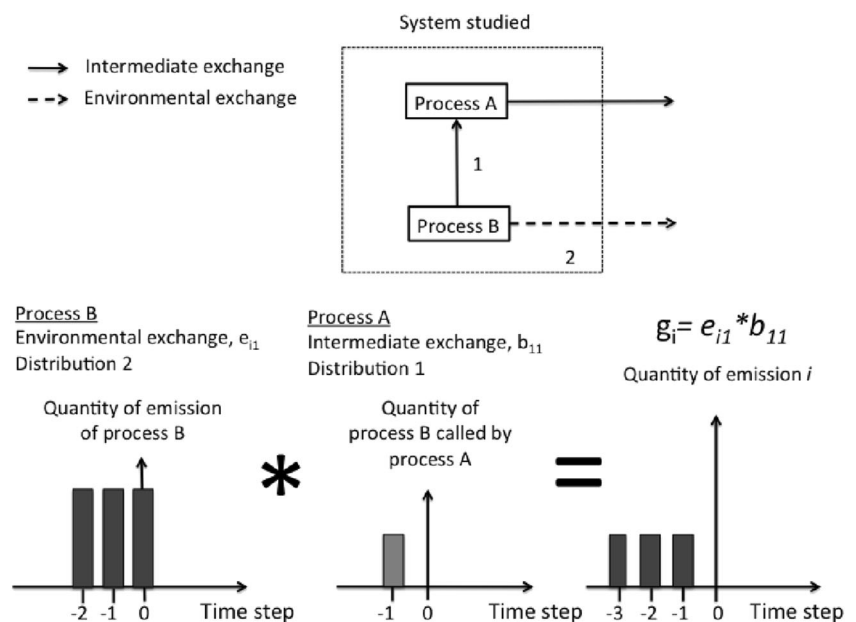 System studied
Intermediate exchange
Environmental exchange
Process A
1
Process B
2
Process B
Environmental exchange, ei1
Distribution 2
Process A
Intermediate exchange, b11
Distribution 1
gi= ei1*b11
Quantity of emission i
Quantity of emission
of process B
Quantity of
process B called by
process A
*
=
-2 -1 0 Time step
-1 0 Time step
-3 -2 -1 0 Time step